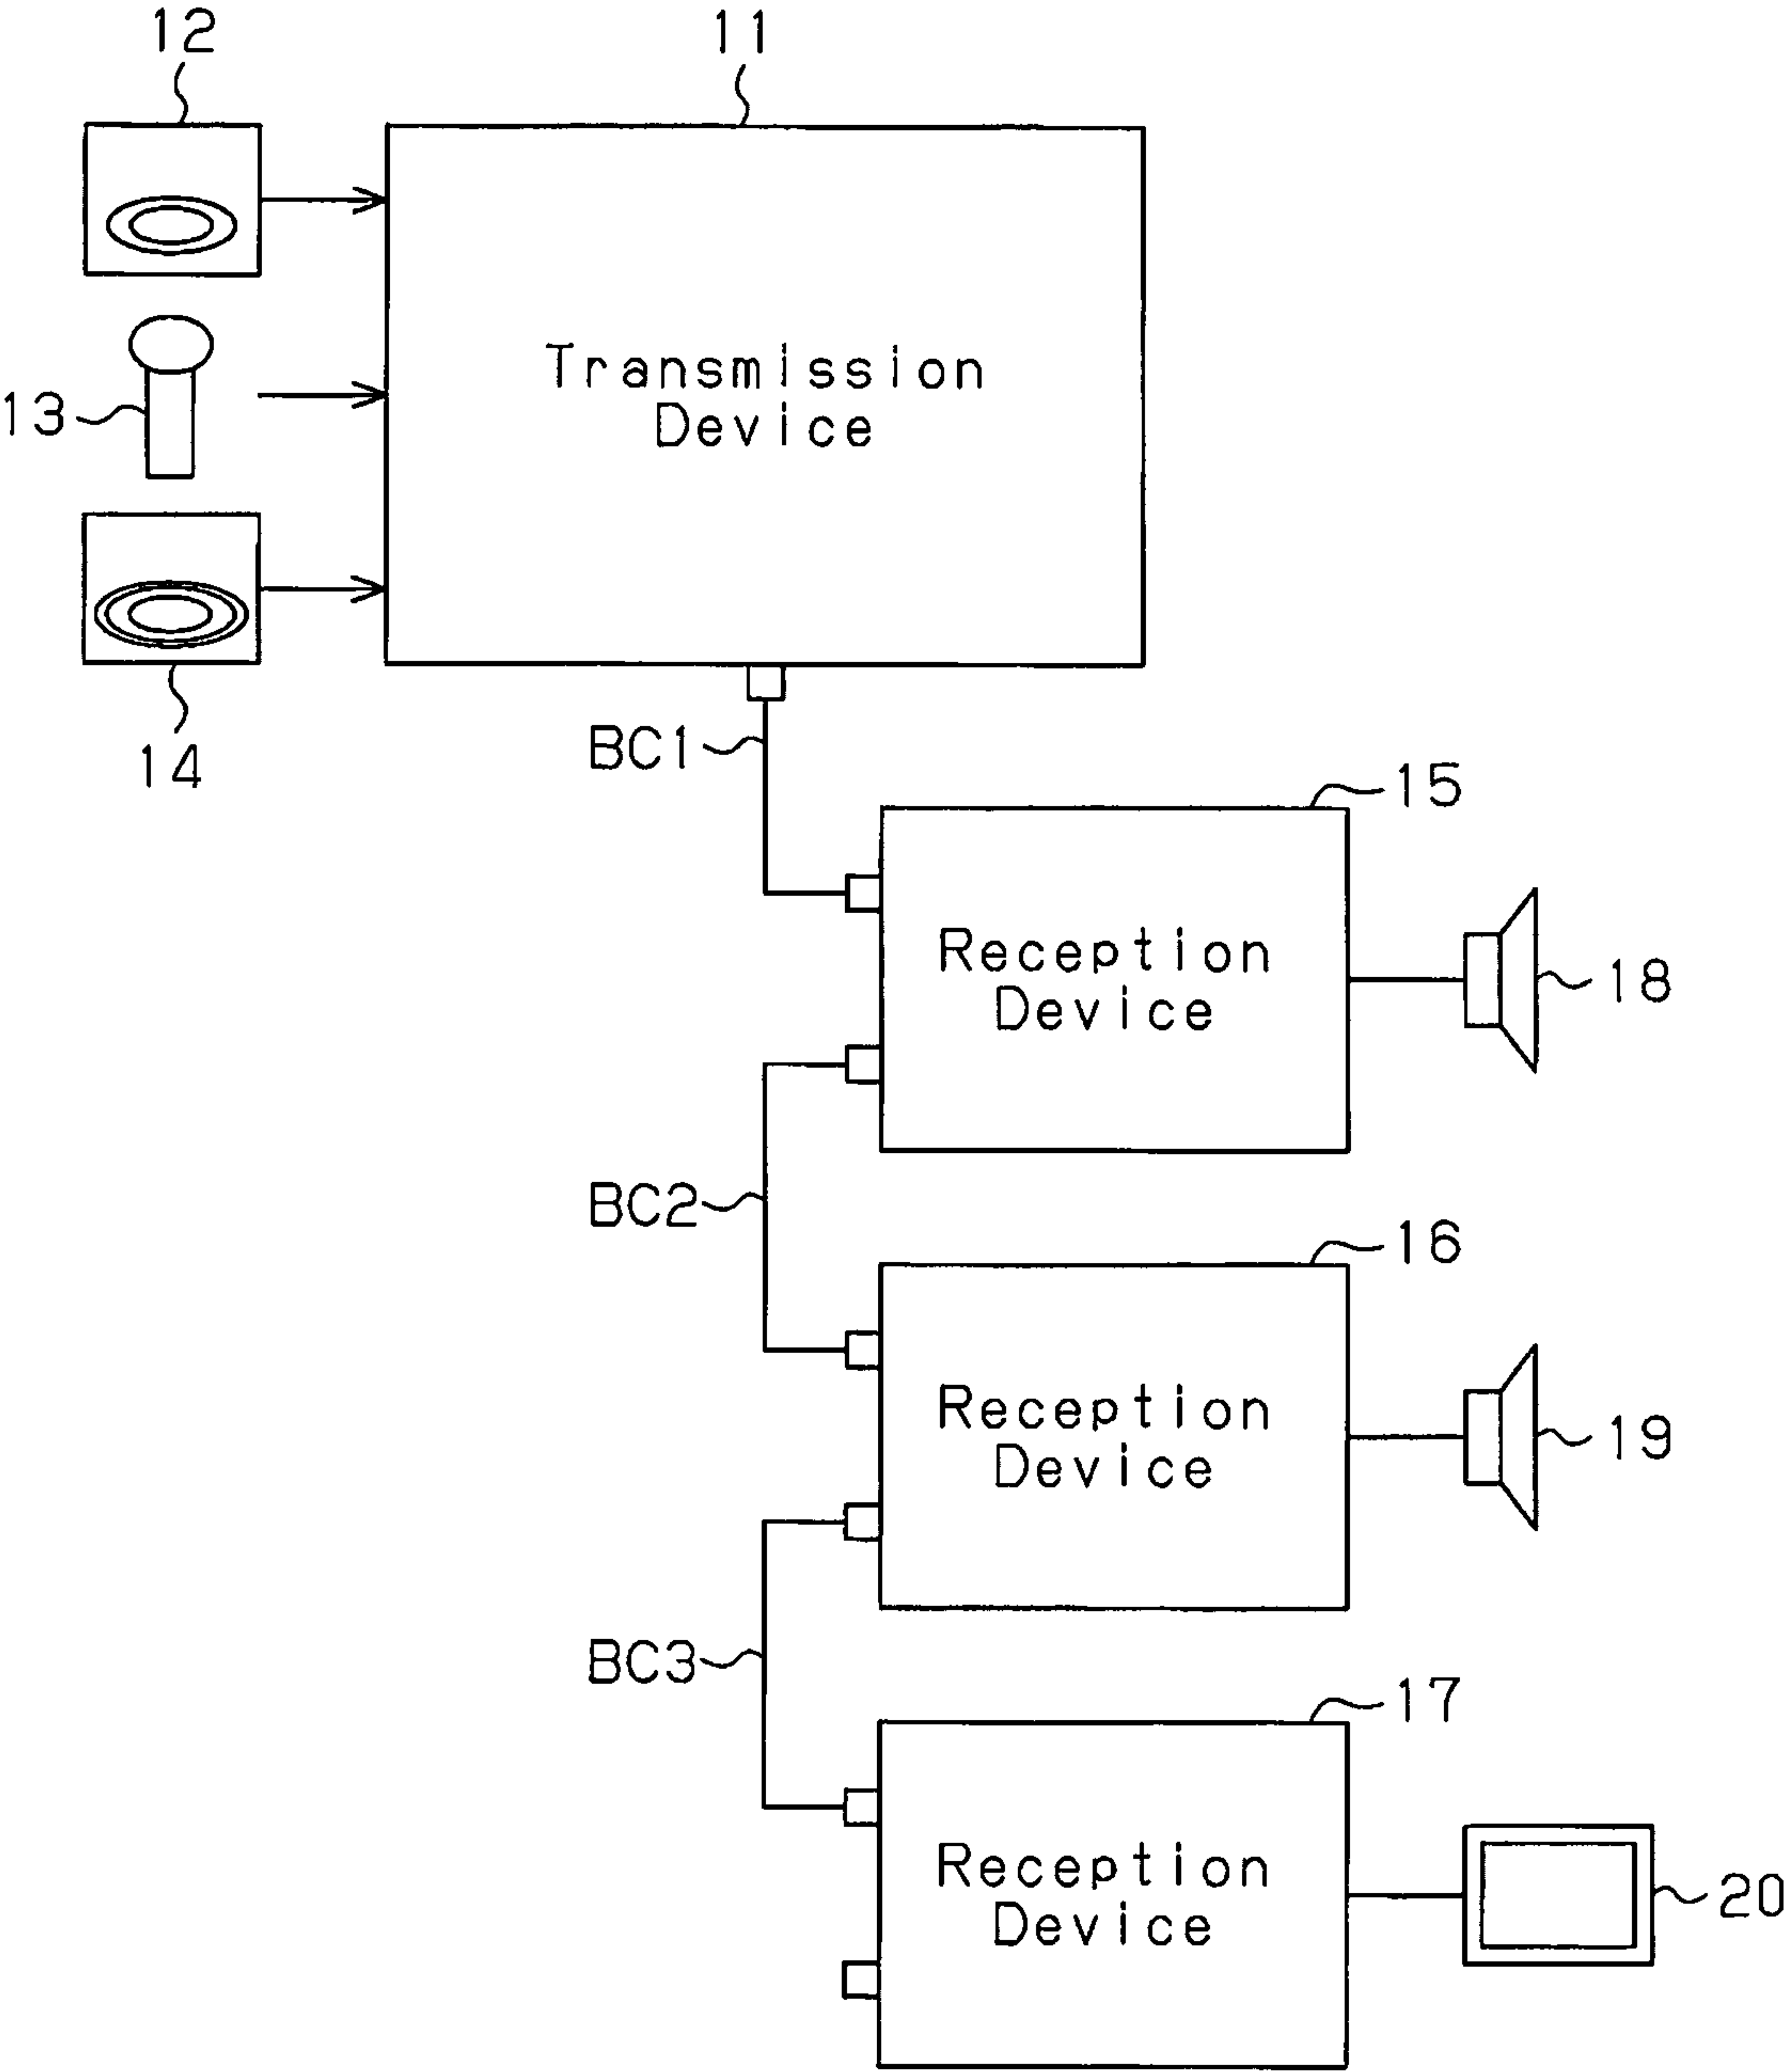 12
11
Transmission
Device
13
14
BC1
15
Reception
Device
18
BC2
16
Reception
Device
19
BC3
17
Reception
Device
20